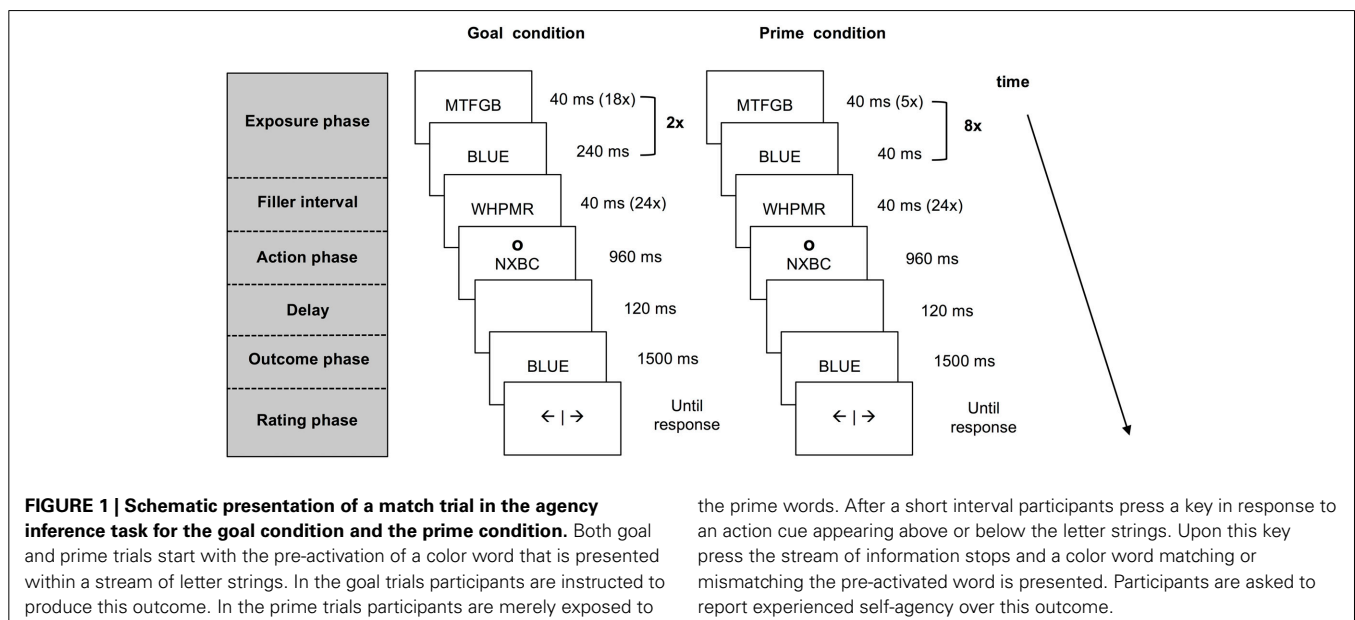 Goal condition
Prime condition
time
Exposure phase
Filler interval
Action phase
Delay
Outcome phase
Rating phase
MTFGB
40 ms (18x)
2x
BLUE
240 ms
WHPMR
40 ms (24x)
o
NXBC
960 ms
120 ms
BLUE
1500 ms
← | →
Until
response
MTFGB
40 ms (5x)
8x
BLUE
40 ms
WHPMR
40 ms (24x)
o
NXBC
960 ms
120 ms
BLUE
1500 ms
← | →
Until
response
FIGURE 1 | Schematic presentation of a match trial in the agency
inference task for the goal condition and the prime condition. Both goal
and prime trials start with the pre-activation of a color word that is presented
within a stream of letter strings. In the goal trials participants are instructed to
produce this outcome. In the prime trials participants are merely exposed to
the prime words. After a short interval participants press a key in response to
an action cue appearing above or below the letter strings. Upon this key
press the stream of information stops and a color word matching or
mismatching the pre-activated word is presented. Participants are asked to
report experienced self-agency over this outcome.